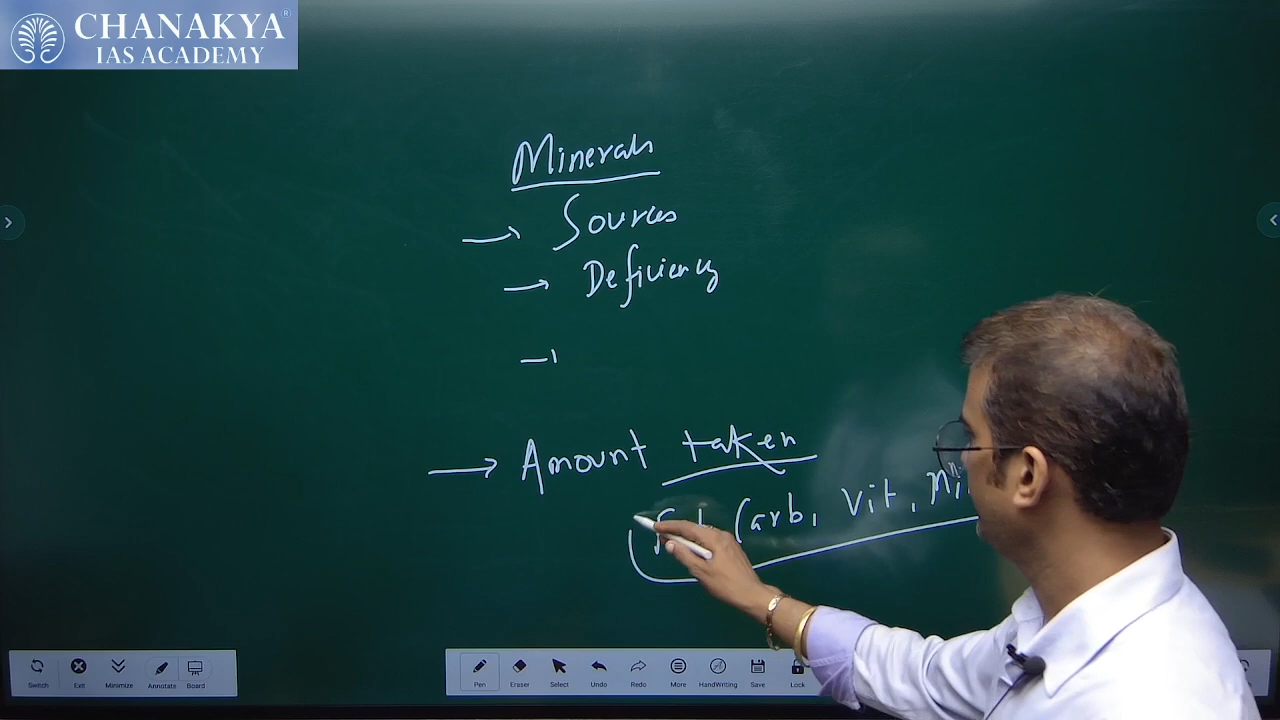 CHANAKYA®
IAS ACADEMY
Minerals
→ Sources
→ Deficiency
→ Amount taken
Carb, Vit,
Switch Exit Minimize Annotate Board
Pen Eraser Select Undo Redo More HandWriting Save Lock